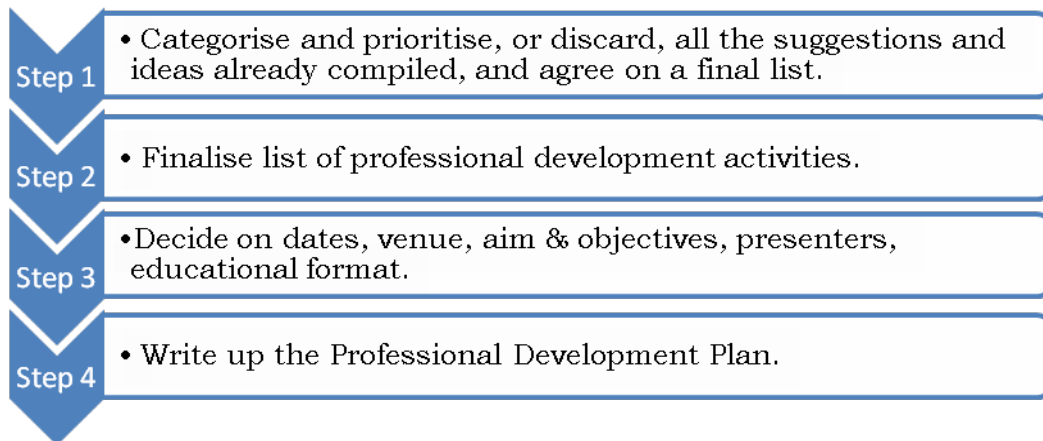 Step 1
• Categorise and prioritise, or discard, all the suggestions and
ideas already compiled, and agree on a final list.
Step 2
• Finalise list of professional development activities.
Step 3
•Decide on dates, venue, aim & objectives, presenters,
educational format.
Step 4
• Write up the Professional Development Plan.